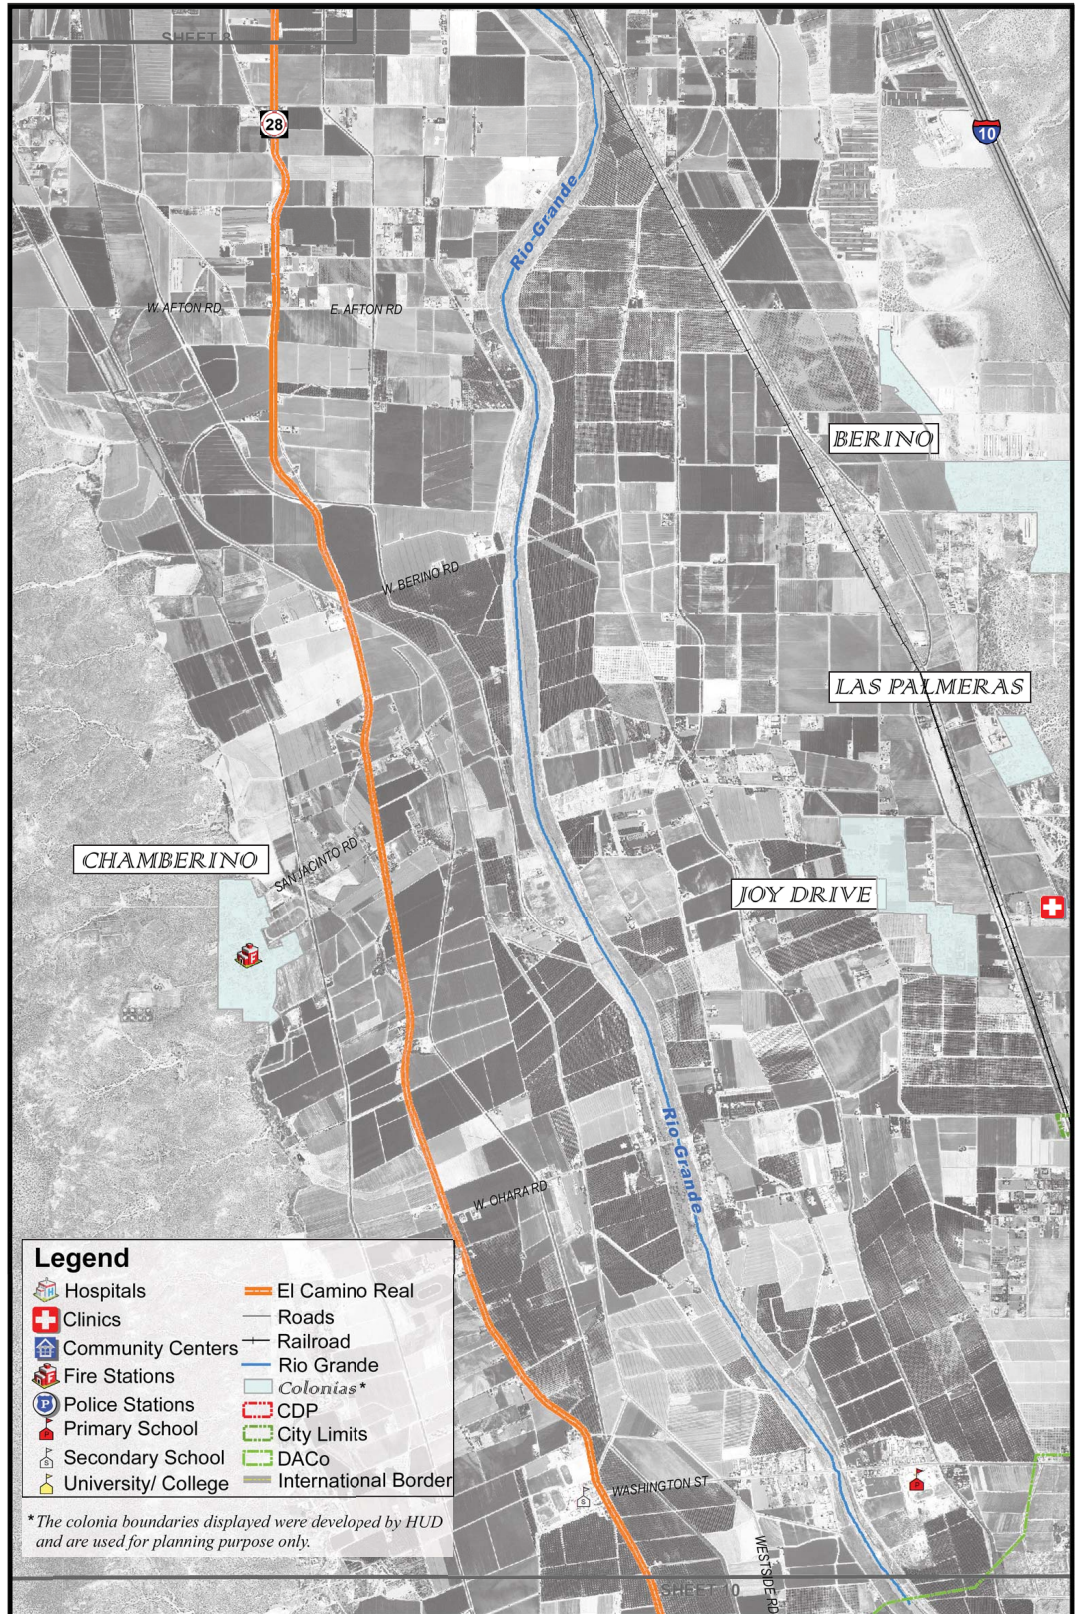 SHEET 8
28
10
Rio-Grande
W. AFTON RD
E. AFTON RD
BERINO
W. BERINO RD
LAS PALMERAS
SAN JACINTO RD
CHAMBERINO
JOY DRIVE
Rio-Grande
W. OHARA RD
Legend
Hospitals
Clinics
Community Centers
Fire Stations
P
Police Stations
P
Primary School
S
Secondary School
University/ College
El Camino Real
Roads
Railroad
Rio Grande
Colonias*
CDP
City Limits
DACo
International Border
*The colonia boundaries displayed were developed by HUD
and are used for planning purpose only.
S
WASHINGTON ST
P
WESTSIDE RD
SHEET 10